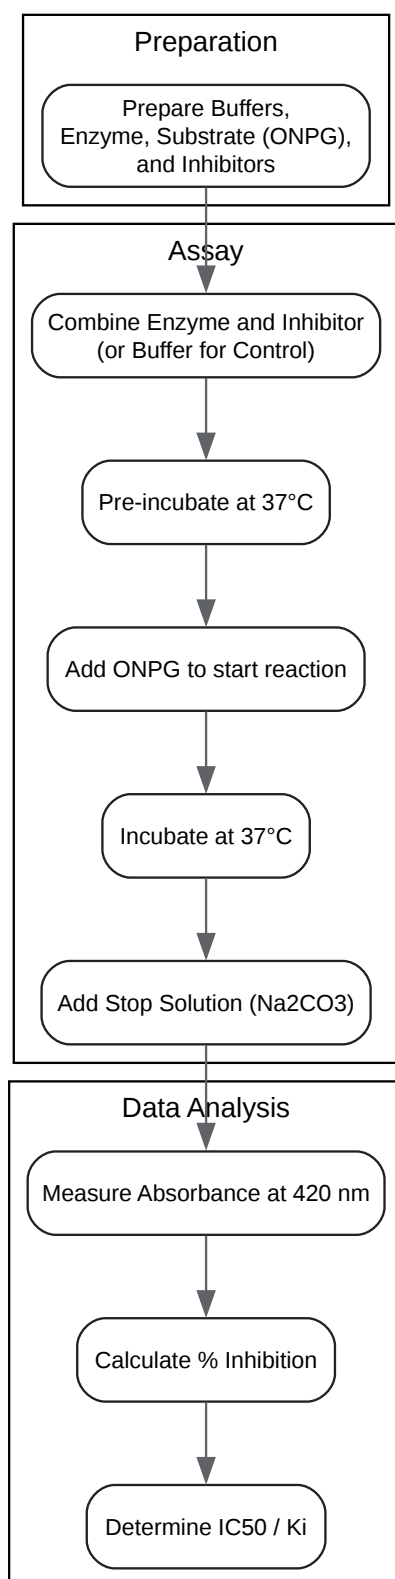 Preparation
Prepare Buffers,
Enzyme, Substrate (ONPG),
and Inhibitors
Assay
Combine Enzyme and Inhibitor
(or Buffer for Control)
Pre-incubate at 37°C
Add ONPG to start reaction
Incubate at 37°C
Add Stop Solution (Na2CO3)
Data Analysis
Measure Absorbance at 420 nm
Calculate % Inhibition
Determine IC50 / Ki